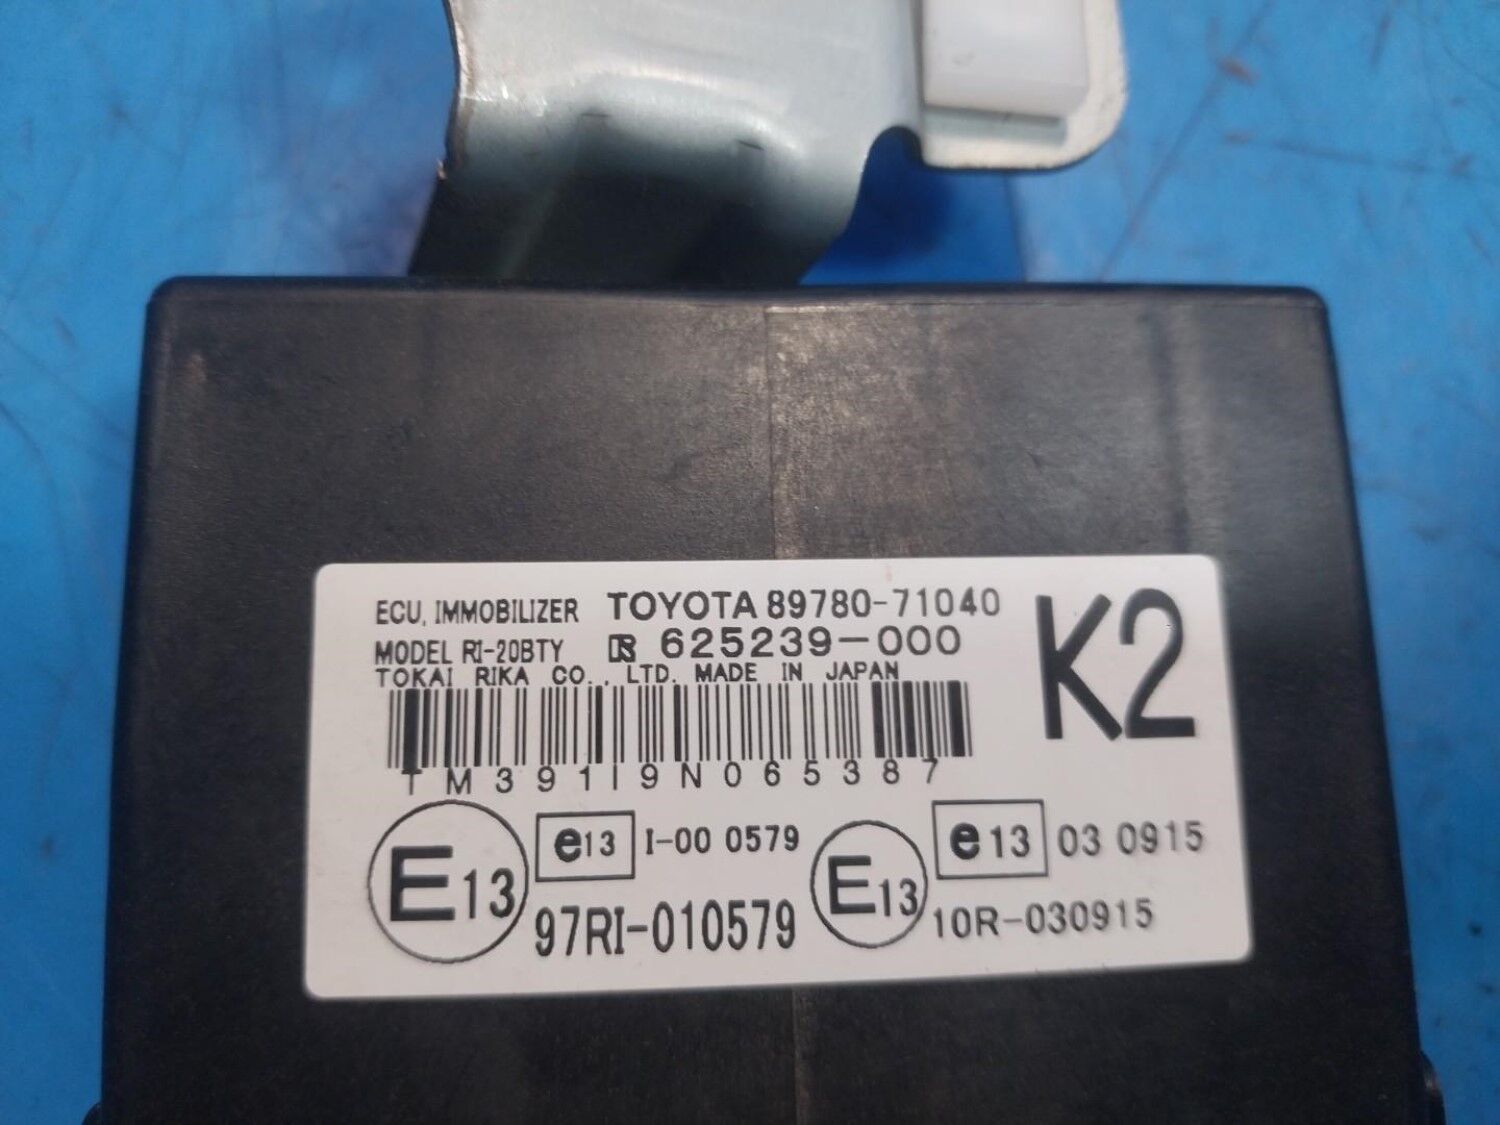 ECU, IMMOBILIZER TOYOTA 89780-71040
MODEL RI-20BTY 625239-000
K2
TOKAI RIKA CO., LTD. MADE IN JAPAN
TM391I9N065387
E13 e13 I-00 0579
97RI-010579
E13 e13 03 0915
10R-030915